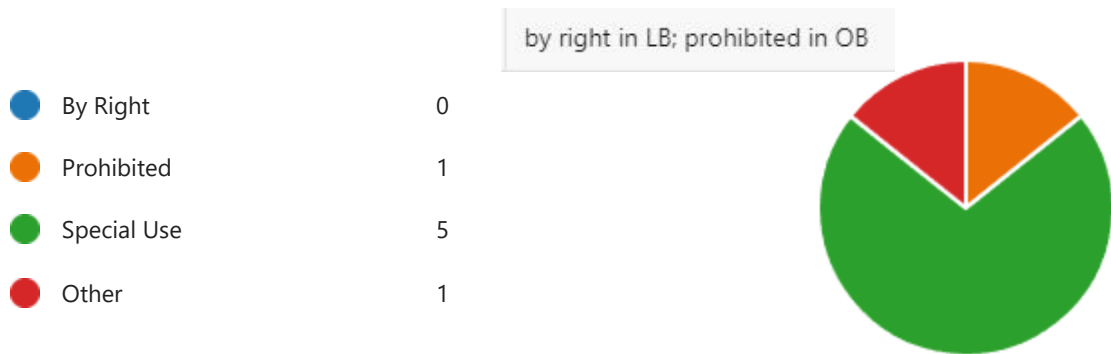 by right in LB; prohibited in OB
By Right 0
Prohibited 1
Special Use 5
Other 1